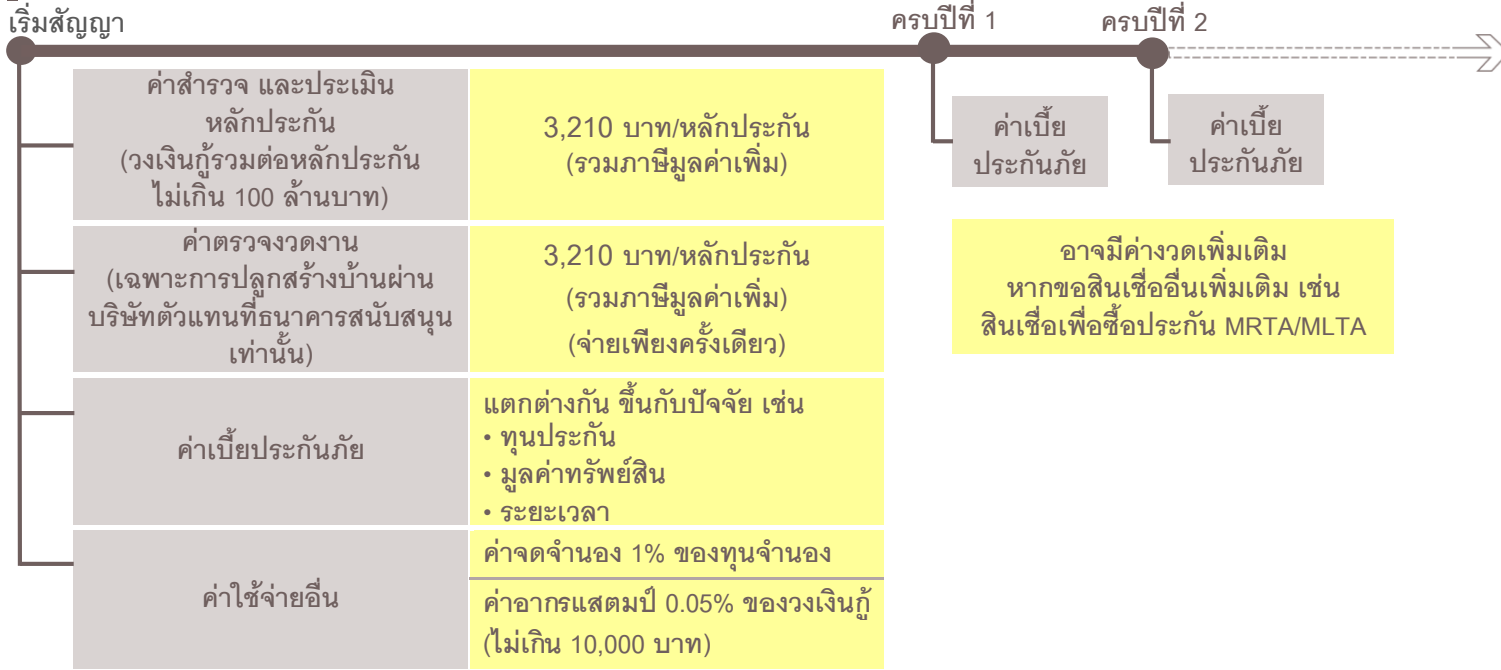 เริ่มสัญญา
ครบปีที่ 1
ครบปีที่ 2
ค่าสำรวจ และประเมิน
หลักประกัน
(วงเงินกู้รวมต่อหลักประกัน
ไม่เกิน 100 ล้านบาท)
3,210 บาท/หลักประกัน
(รวมภาษีมูลค่าเพิ่ม)
ค่าเบี้ย
ประกันภัย
ค่าเบี้ย
ประกันภัย
ค่าตรวจงวดงาน
(เฉพาะการปลูกสร้างบ้านผ่าน
บริษัทตัวแทนที่ธนาคารสนับสนุน
เท่านั้น)
3,210 บาท/หลักประกัน
(รวมภาษีมูลค่าเพิ่ม)
(จ่ายเพียงครั้งเดียว)
อาจมีค่างวดเพิ่มเติม
หากขอสินเชื่ออื่นเพิ่มเติม เช่น
สินเชื่อเพื่อซื้อประกัน MRTA/MLTA
ค่าเบี้ยประกันภัย
แตกต่างกัน ขึ้นกับปัจจัย เช่น
• ทุนประกัน
• มูลค่าทรัพย์สิน
• ระยะเวลา
ค่าใช้จ่ายอื่น
ค่าจดจำนอง 1% ของทุนจำนอง
ค่าอากรแสตมป์ 0.05% ของวงเงินกู้
(ไม่เกิน 10,000 บาท)